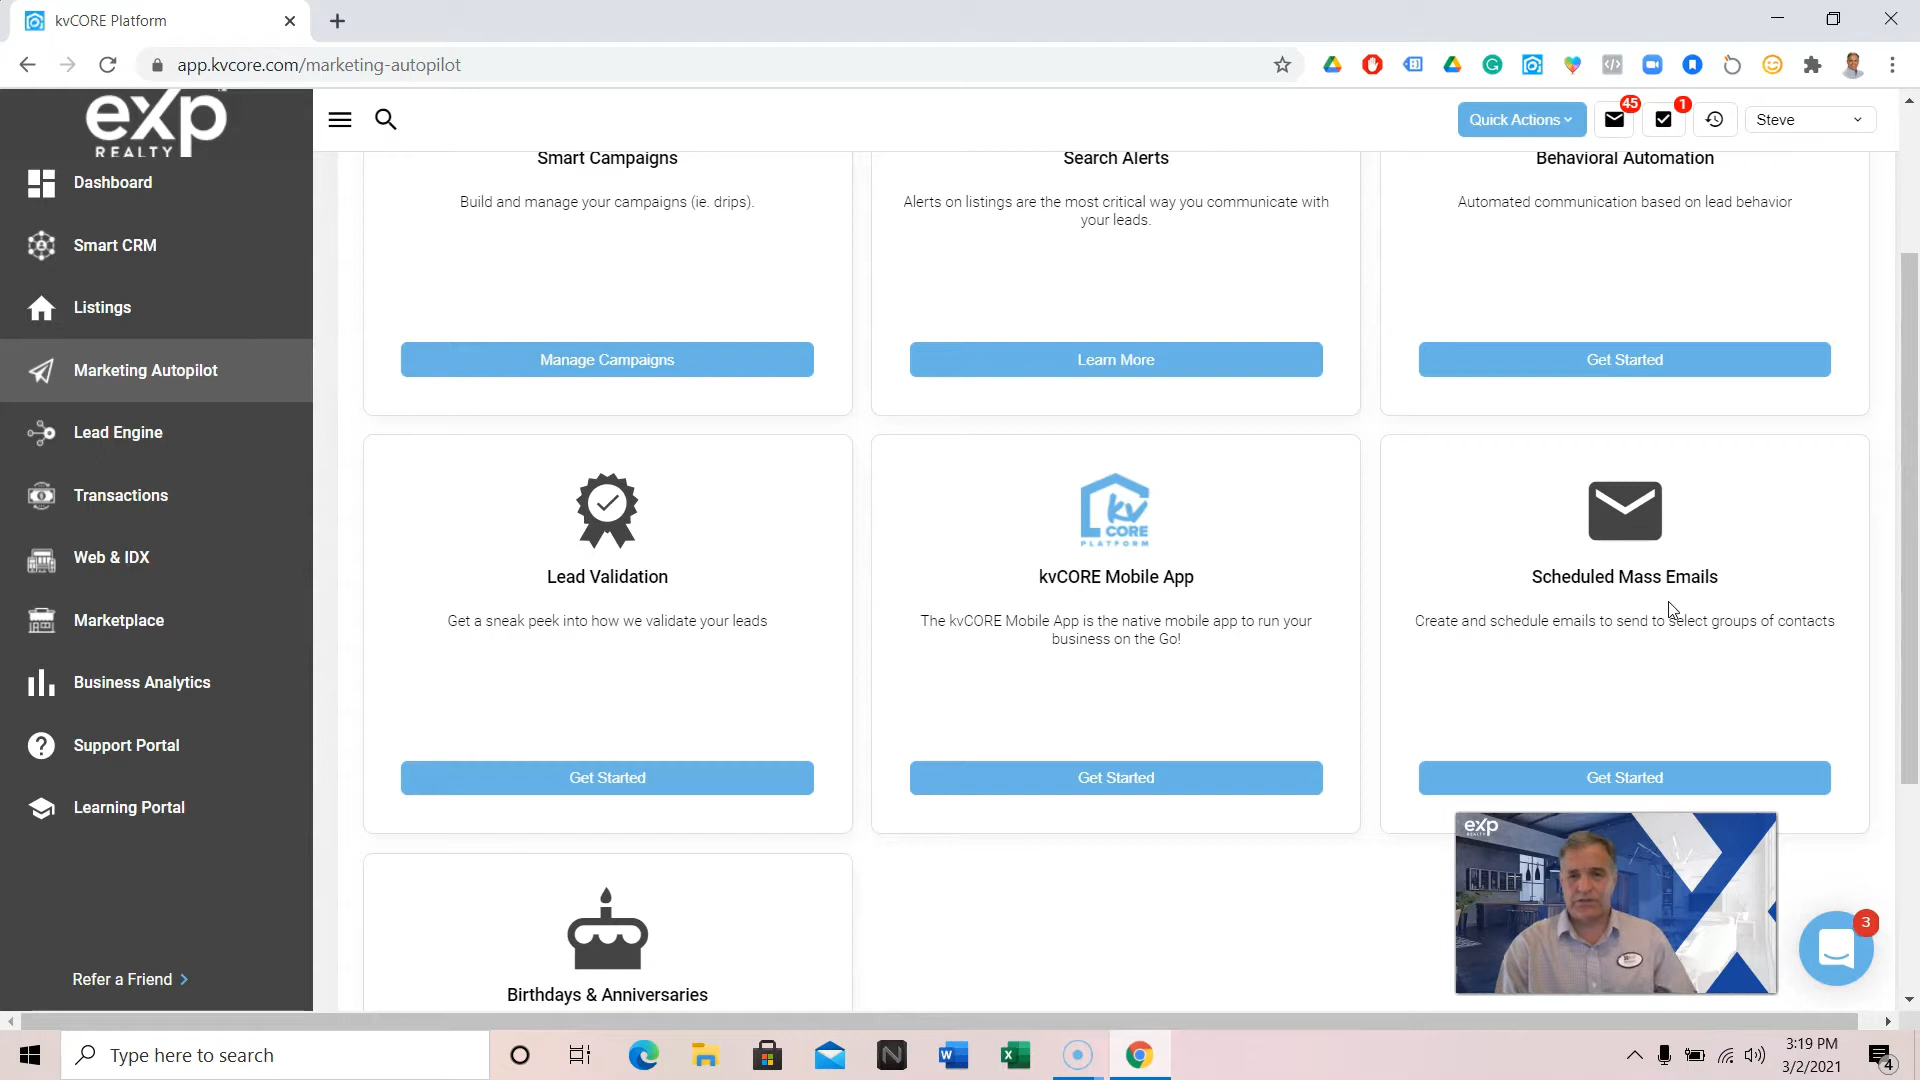 kvCORE Platform
app.kvcore.com/marketing-autopilot
exp
REALTY
Quick Actions
45
1
Steve
Dashboard
Smart CRM
Listings
Marketing Autopilot
Lead Engine
Transactions
Web & IDX
Marketplace
Business Analytics
Support Portal
Learning Portal
Refer a Friend
Smart Campaigns
Build and manage your campaigns (ie. drips).
Manage Campaigns
Search Alerts
Alerts on listings are the most critical way you communicate with
your leads.
Learn More
Behavioral Automation
Automated communication based on lead behavior
Get Started
Lead Validation
Get a sneak peek into how we validate your leads
Get Started
kv
CORE
PLATFORM
kvCORE Mobile App
The kvCORE Mobile App is the native mobile app to run your
business on the Go!
Get Started
Scheduled Mass Emails
Create and schedule emails to send to select groups of contacts
Get Started
Birthdays & Anniversaries
exp
REALTY
3
Type here to search
3:19 PM
3/2/2021
4